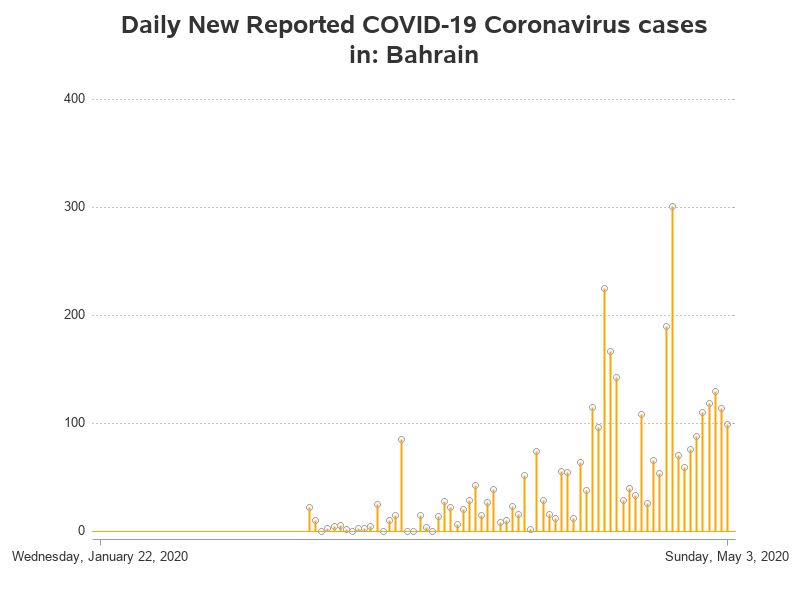 Daily New Reported COVID-19 Coronavirus cases
in: Bahrain
400
300
200
100
0
Wednesday, January 22, 2020
Sunday, May 3, 2020